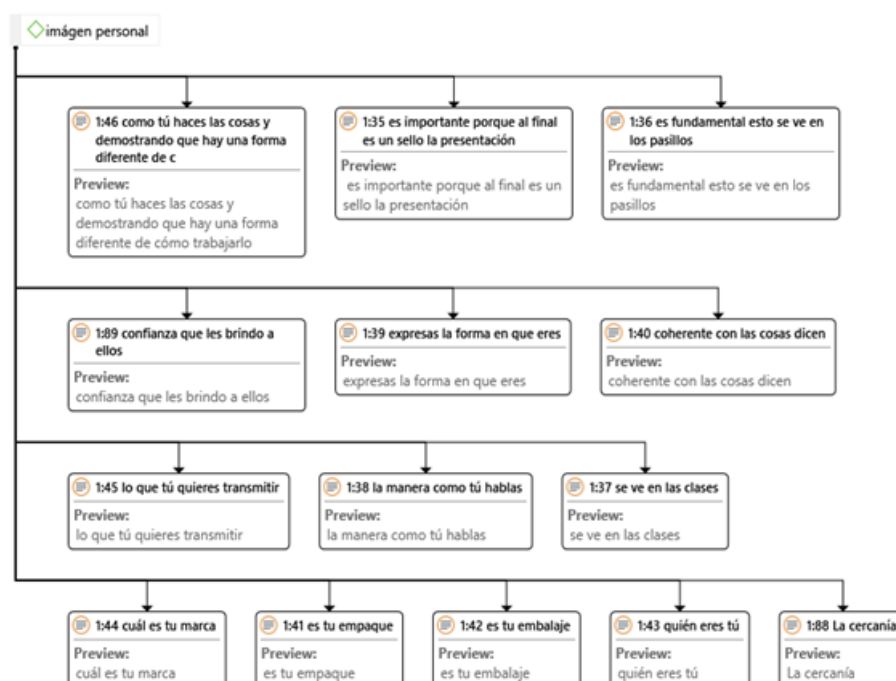 imágen personal
1:46 como tú haces las cosas y
demostrando que hay una forma
diferente de c
Preview:
como tú haces las cosas y
demostrando que hay una forma
diferente de cómo trabajarlo
1:35 es importante porque al final
es un sello la presentación
Preview:
es importante porque al final es un
sello la presentación
1:36 es fundamental esto se ve en
los pasillos
Preview:
es fundamental esto se ve en los
pasillos
1:89 confianza que les brindo a
ellos
Preview:
confianza que les brindo a ellos
1:39 expresas la forma en que eres
Preview:
expresas la forma en que eres
1:40 coherente con las cosas dicen
Preview:
coherente con las cosas dicen
1:45 lo que tú quieres transmitir
Preview:
lo que tú quieres transmitir
1:38 la manera como tú hablas
Preview:
la manera como tú hablas
1:37 se ve en las clases
Preview:
se ve en las clases
1:44 cuál es tu marca
Preview:
cuál es tu marca
1:41 es tu empaque
Preview:
es tu empaque
1:42 es tu embalaje
Preview:
es tu embalaje
1:43 quién eres tú
Preview:
quién eres tú
1:88 La cercanía
Preview:
La cercanía